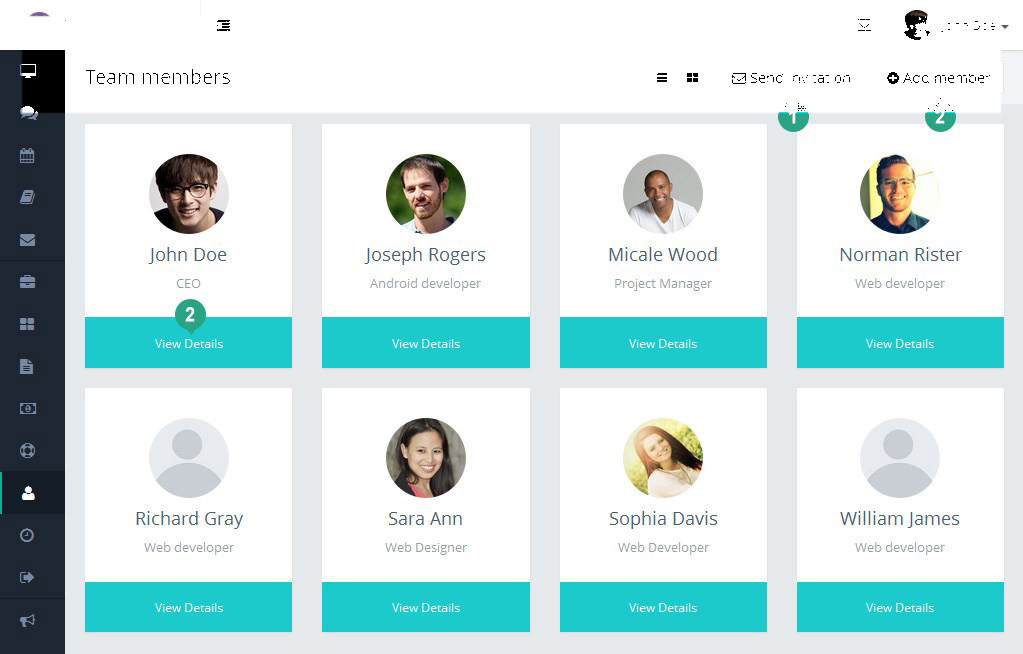 John Doe
Team members
Send invitation
Add member
1
2
John Doe
CEO
2
View Details
Joseph Rogers
Android developer
View Details
Micale Wood
Project Manager
View Details
Norman Rister
Web developer
View Details
Richard Gray
Web developer
View Details
Sara Ann
Web Designer
View Details
Sophia Davis
Web Developer
View Details
William James
Web developer
View Details